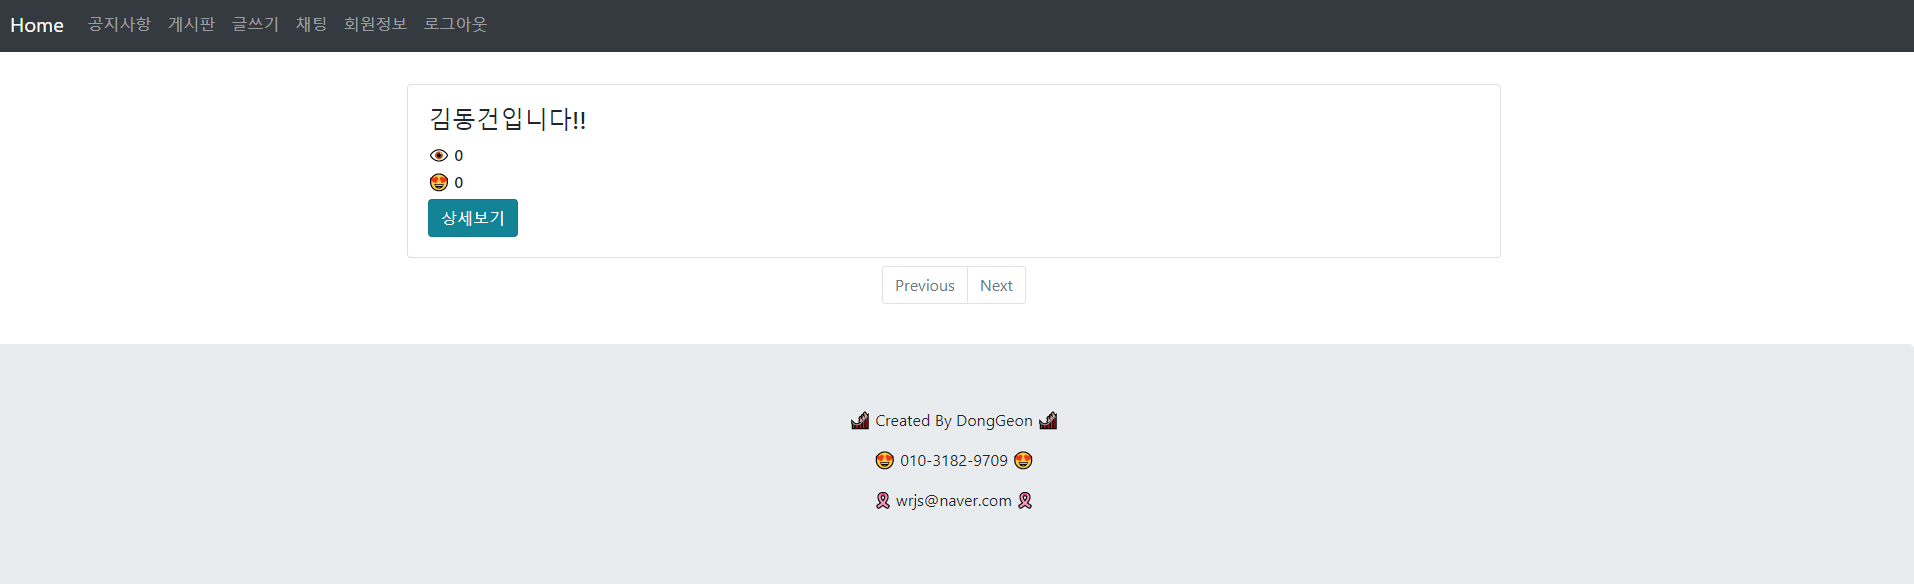 Home 공지사항 게시판 글쓰기 채팅 회원정보 로그아웃
김동건입니다!!
👁 0
😍 0
상세보기
Previous Next
🎢 Created By DongGeon 🎢
😍 010-3182-9709 😍
🎗 wrjs@naver.com 🎗